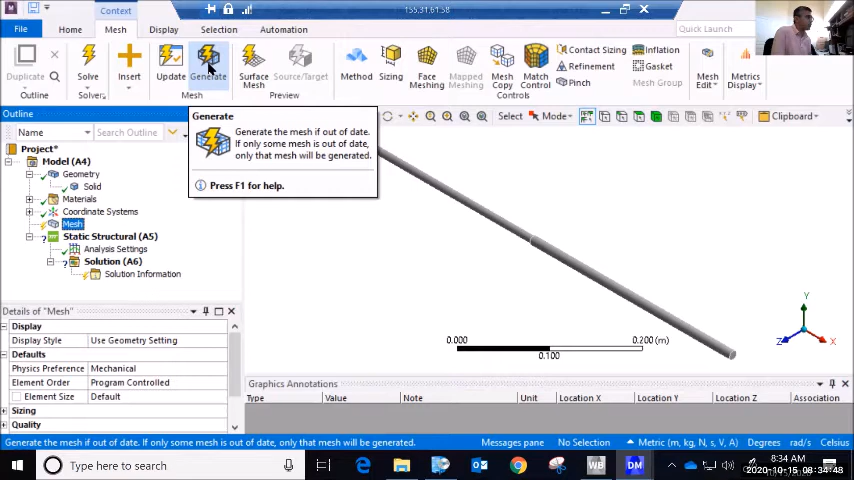 Context
155.31.61.58
File
Home
Mesh
Display
Selection
Automation
Quick Launch
Duplicate
Outline
Solve
Solver
Insert
Update
Generate
Mesh
Surface Mesh
Source/Target
Preview
Method
Sizing
Face Meshing
Mapped Meshing
Mesh Copy
Match Control
Contact Sizing
Refinement
Pinch
Inflation
Gasket
Mesh Group
Controls
Mesh Edit
Metrics Display
Outline
Name
Search Outline
Generate
Generate the mesh if out of date.
If only some mesh is out of date,
only that mesh will be generated.
Press F1 for help.
Select
Mode
Clipboard
Project*
Model (A4)
Geometry
Solid
Materials
Coordinate Systems
Mesh
Static Structural (A5)
Analysis Settings
Solution (A6)
Solution Information
Details of "Mesh"
Display
Display Style Use Geometry Setting
Defaults
Physics Preference Mechanical
Element Order Program Controlled
Element Size Default
Sizing
Quality
0.000
0.100
0.200 (m)
Y
Z
X
Graphics Annotations
Type Value Note Unit Location X Location Y Location Z Association
Generate the mesh if out of date. If only some mesh is out of date, only that mesh will be generated.
Messages pane
No Selection
Metric (m, kg, N, s, V, A)
Degrees
rad/s
Celsius
Type here to search
WB
DM
8:34 AM
2020-10-15 08:34:48